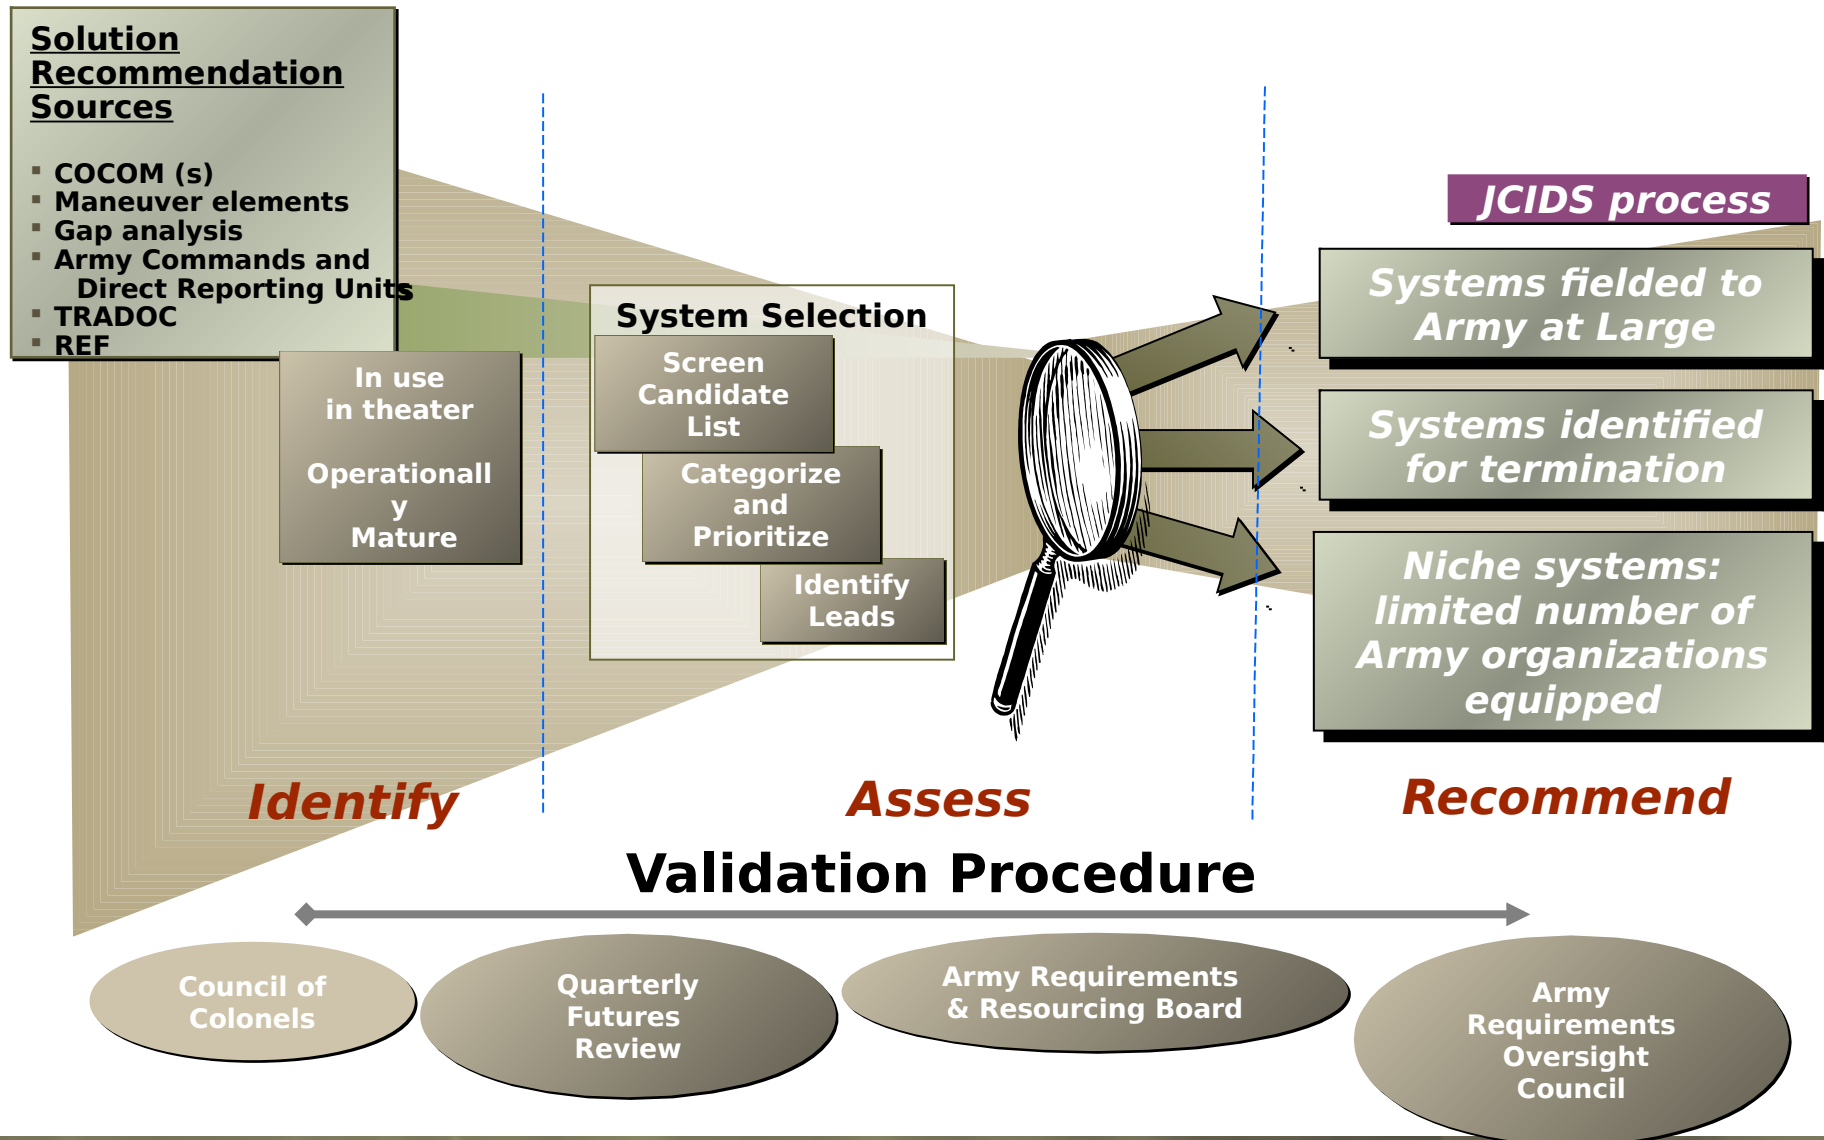 Solution
Recommendation
Sources
▪ COCOM (s)
▪ Maneuver elements
▪ Gap analysis
▪ Army Commands and
Direct Reporting Units
▪ TRADOC
▪ REF
In use
in theater
Operationall
y
Mature
System Selection
Screen
Candidate
List
Categorize
and
Prioritize
Identify
Leads
JCIDS process
Systems fielded to
Army at Large
Systems identified
for termination
Niche systems:
limited number of
Army organizations
equipped
Identify
Assess
Recommend
Validation Procedure
Council of
Colonels
Quarterly
Futures
Review
Army Requirements
& Resourcing Board
Army
Requirements
Oversight
Council